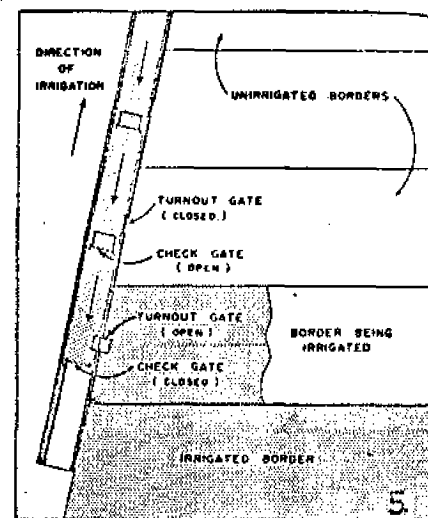 DIRECTION
OF
IRRIGATION
UNIRRIGATED BORDERS
TURNOUT GATE
(CLOSED)
CHECK GATE
(OPEN)
TURNOUT GATE
(OPEN)
BORDER BEING
IRRIGATED
CHECK GATE
(CLOSED)
IRRIGATED BORDER
5